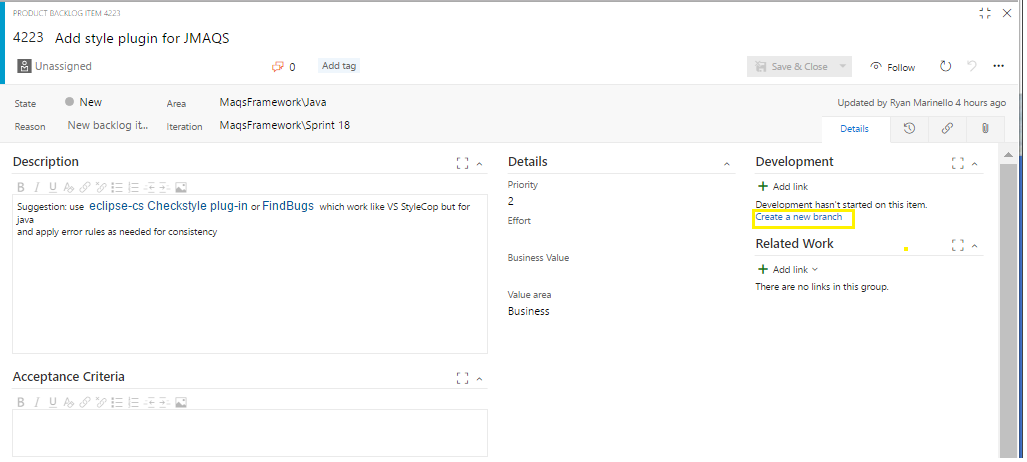 PRODUCT BACKLOG ITEM 4223
4223 Add style plugin for JMAQS
Unassigned
0
Add tag
Save & Close
Follow
State New
Area MaqsFramework\Java
Updated by Ryan Marinello 4 hours ago
Reason New backlog it...
Iteration MaqsFramework\Sprint 18
Details
Description
B I U
Suggestion: use eclipse-cs Checkstyle plug-in or FindBugs which work like VS StyleCop but for
java
and apply error rules as needed for consistency
Acceptance Criteria
B I U
Details
Priority
2
Effort
Business Value
Value area
Business
Development
+ Add link
Development hasn't started on this item.
Create a new branch
Related Work
+ Add link
There are no links in this group.